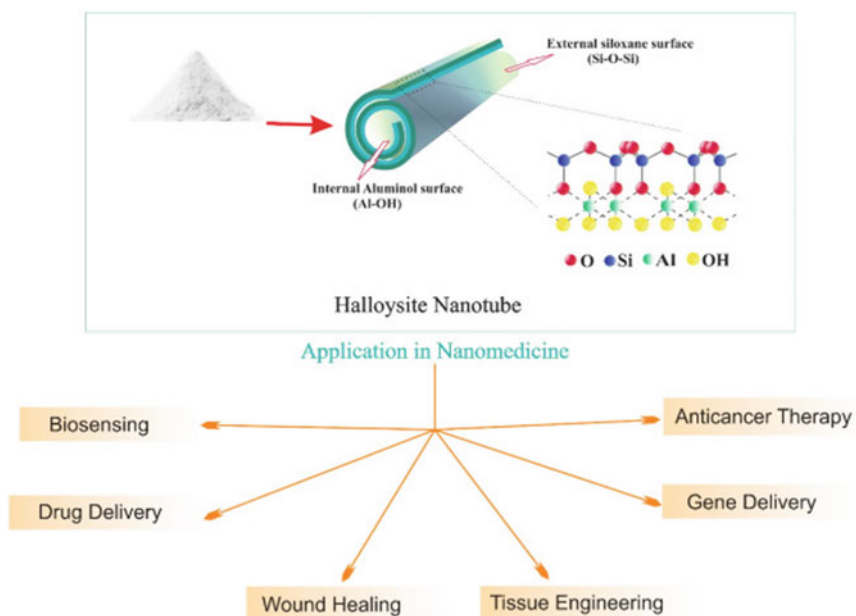 External siloxane surface
(Si-O-Si)
Internal Aluminol surface
(Al-OH)
O Si Al OH
Halloysite Nanotube
Application in Nanomedicine
Biosensing
Anticancer Therapy
Drug Delivery
Gene Delivery
Wound Healing
Tissue Engineering